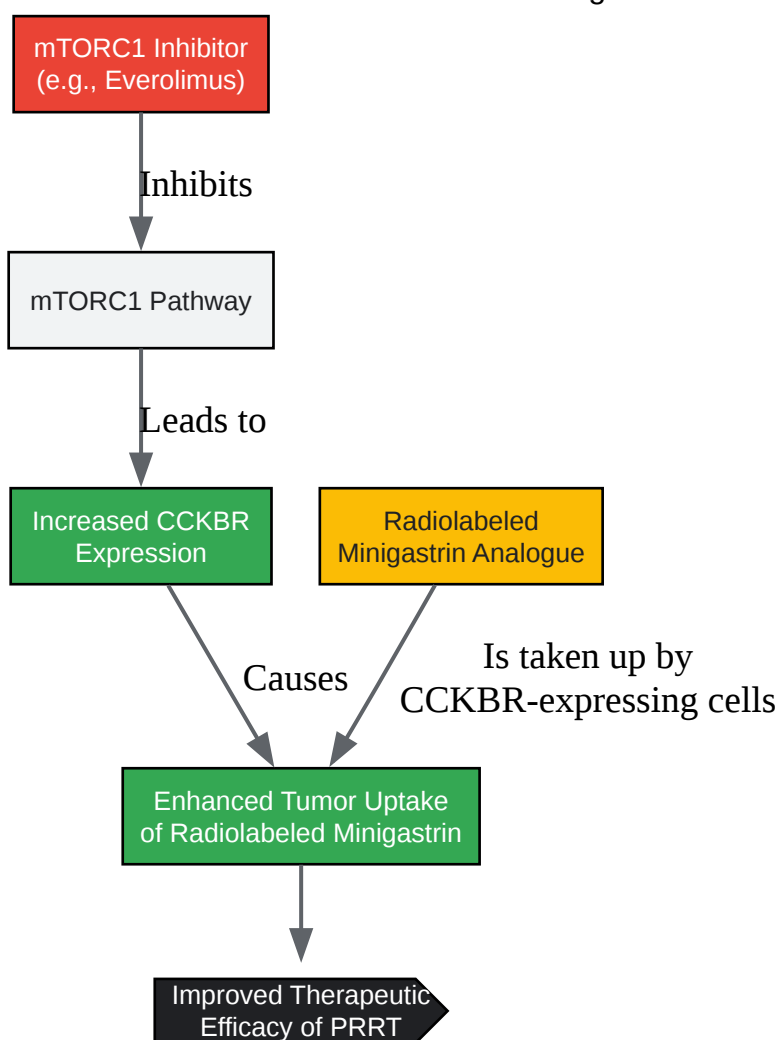 mTORC1 Inhibitor
(e.g., Everolimus)
Inhibits
mTORC1 Pathway
Leads to
Increased CCKBR
Expression
Radiolabeled
Minigastrin Analogue
Causes
Is taken up by
CCKBR-expressing cells
Enhanced Tumor Uptake
of Radiolabeled Minigastrin
Improved Therapeutic
Efficacy of PRRT